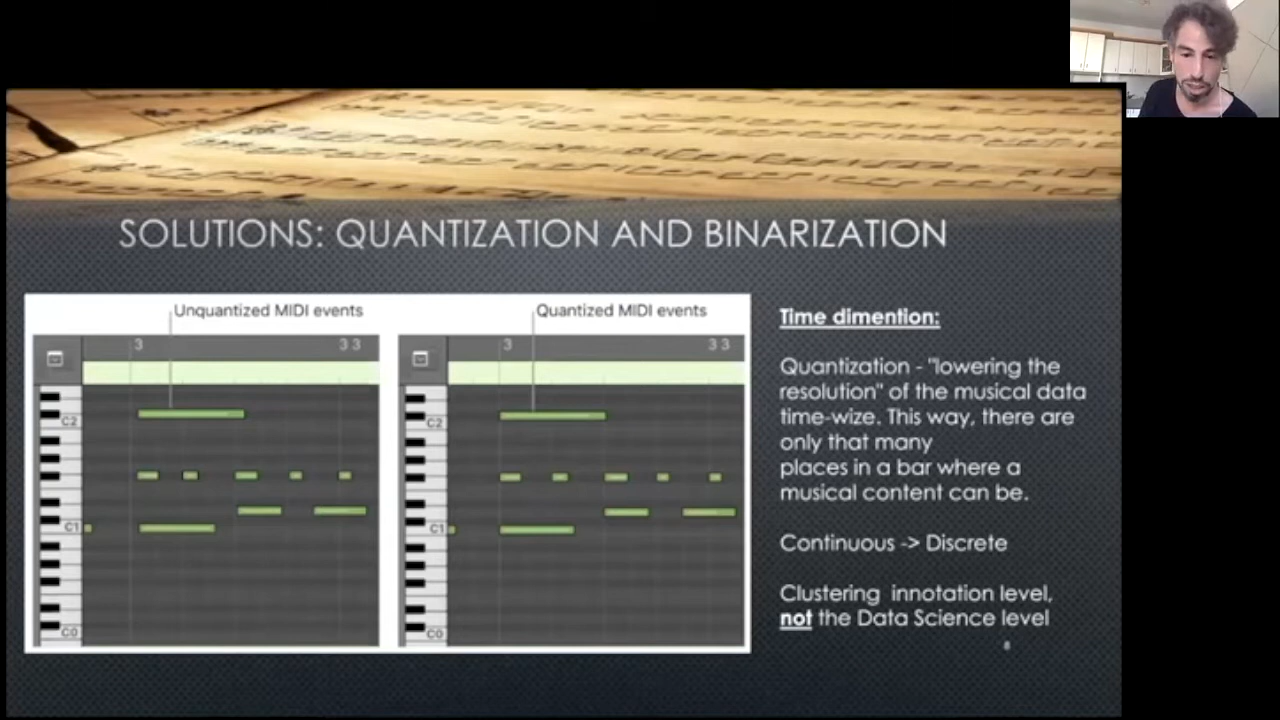 SOLUTIONS: QUANTIZATION AND BINARIZATION
Unquantized MIDI events
Quantized MIDI events
3
3 3
3
3 3
C2
C1
C0
C2
C1
C0
Time dimention:
Quantization - "lowering the
resolution" of the musical data
time-wize. This way, there are
only that many
places in a bar where a
musical content can be.
Continuous -> Discrete
Clustering innotation level,
not the Data Science level